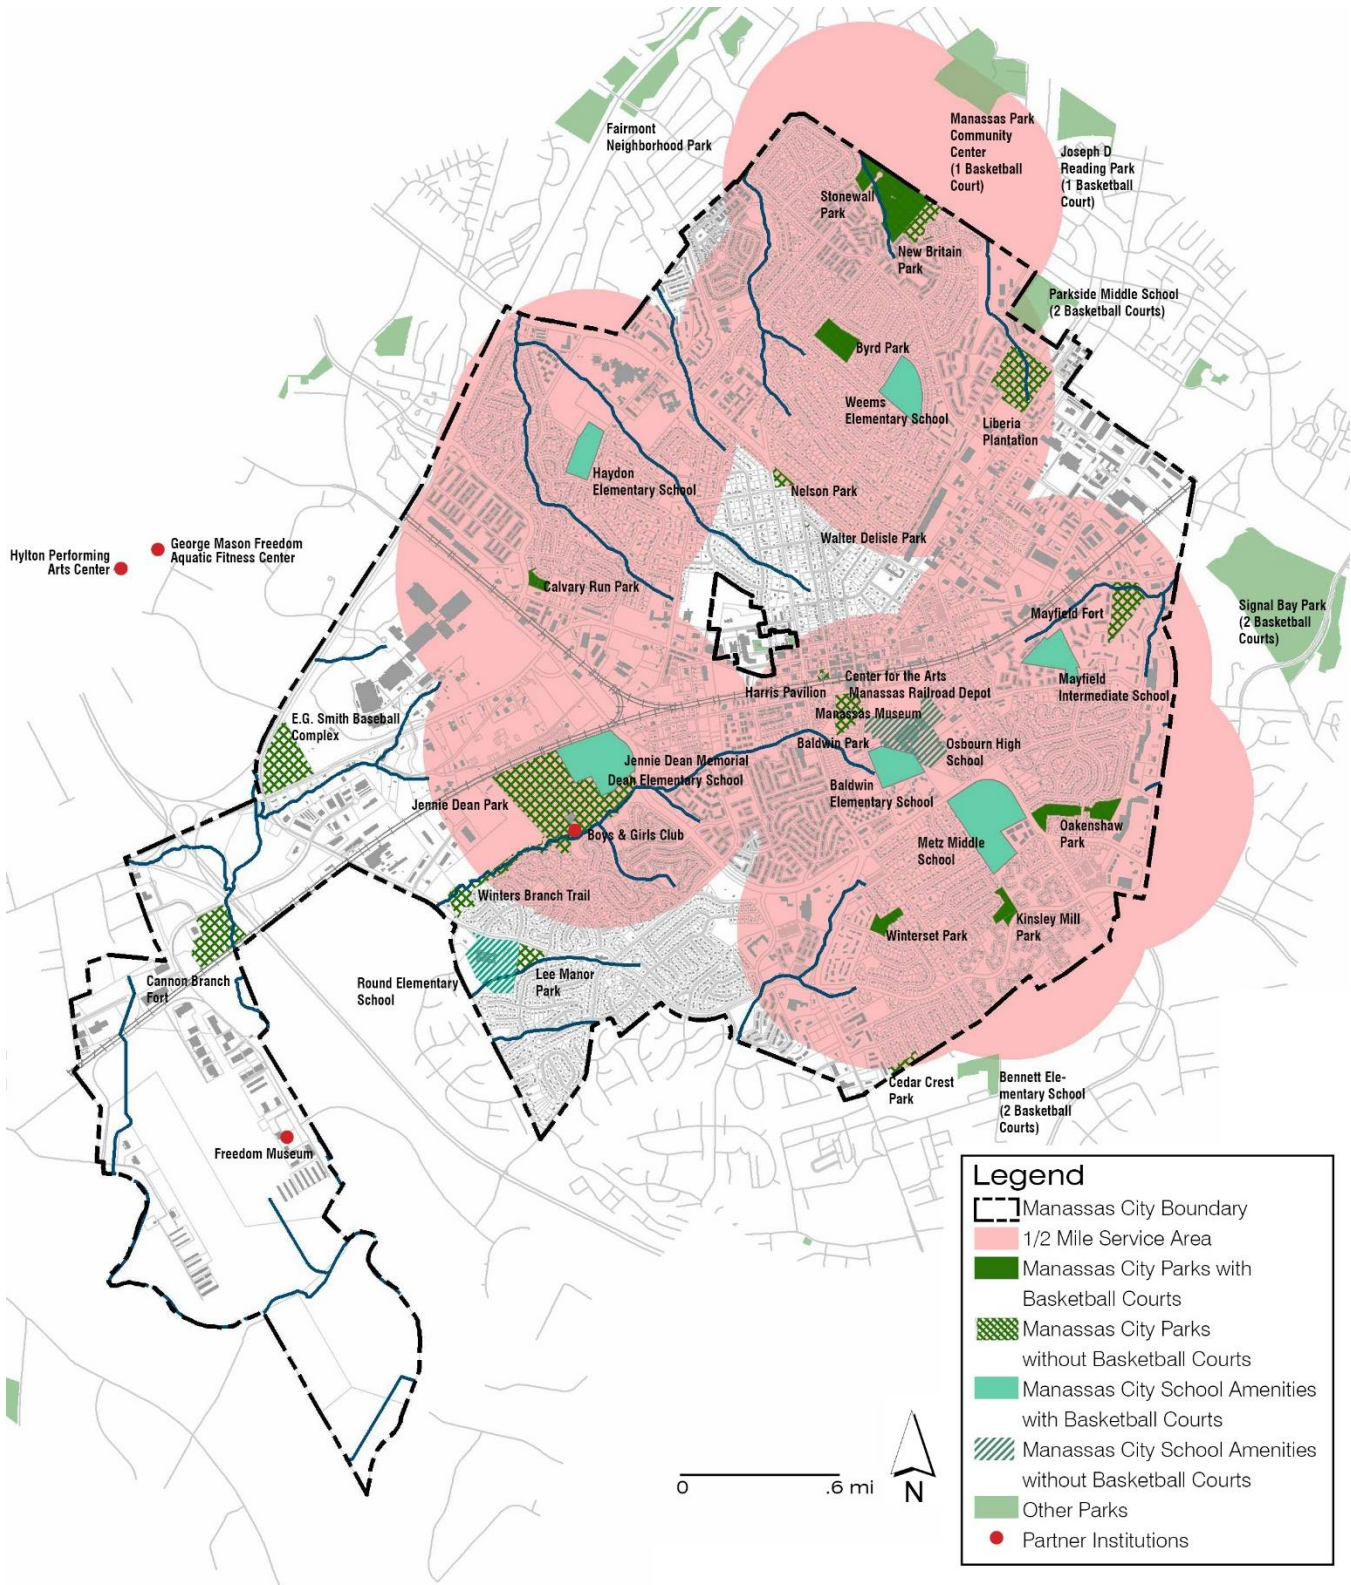 Fairmont
Neighborhood Park
Manassas Park
Community
Center
(1 Basketball
Court)
Joseph D
Reading Park
(1 Basketball
Court)
Stonewall
Park
New Britain
Park
Parkside Middle School
(2 Basketball Courts)
Byrd Park
Weems
Elementary School
Liberia
Plantation
Haydon
Elementary School
Nelson Park
Walter Delisle Park
George Mason Freedom
Aquatic Fitness Center
Hylton Performing
Arts Center
Calvary Run Park
Mayfield Fort
Signal Bay Park
(2 Basketball
Courts)
Mayfield
Intermediate School
Center for the Arts
Harris Pavilion
Manassas Railroad Depot
Manassas Museum
E.G. Smith Baseball
Complex
Baldwin Park
Osbourn High
School
Jennie Dean Memorial
Dean Elementary School
Baldwin
Elementary School
Jennie Dean Park
Boys & Girls Club
Oakenshaw
Park
Metz Middle
School
Winters Branch Trail
Kinsley Mill
Park
Winterset Park
Cannon Branch
Fort
Round Elementary
School
Lee Manor
Park
Cedar Crest
Park
Bennett Ele-
mentary School
(2 Basketball
Courts)
Freedom Museum
Legend
Manassas City Boundary
1/2 Mile Service Area
Manassas City Parks with
Basketball Courts
Manassas City Parks
without Basketball Courts
Manassas City School Amenities
with Basketball Courts
Manassas City School Amenities
without Basketball Courts
Other Parks
Partner Institutions
0 .6 mi
N